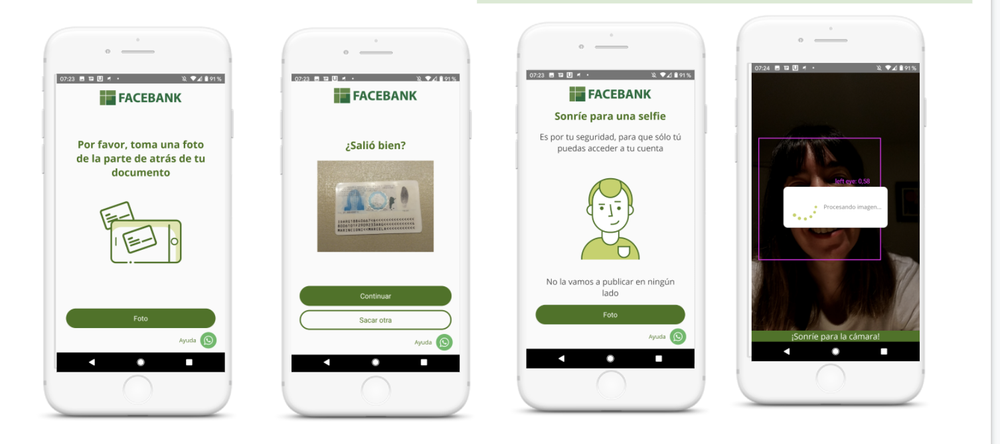 07:23
91%
FACEBANK
Por favor, toma una foto
de la parte de atrás de tu
documento
Foto
Ayuda
07:23
91%
FACEBANK
¿Salió bien?
Continuar
Sacar otra
Ayuda
07:23
91%
FACEBANK
Sonríe para una selfie
Es por tu seguridad, para que sólo tú
puedas acceder a tu cuenta
No la vamos a publicar en ningún
lado
Foto
Ayuda
07:24
91%
left eye: 0,58
Procesando imagen...
¡Sonríe para la cámara!